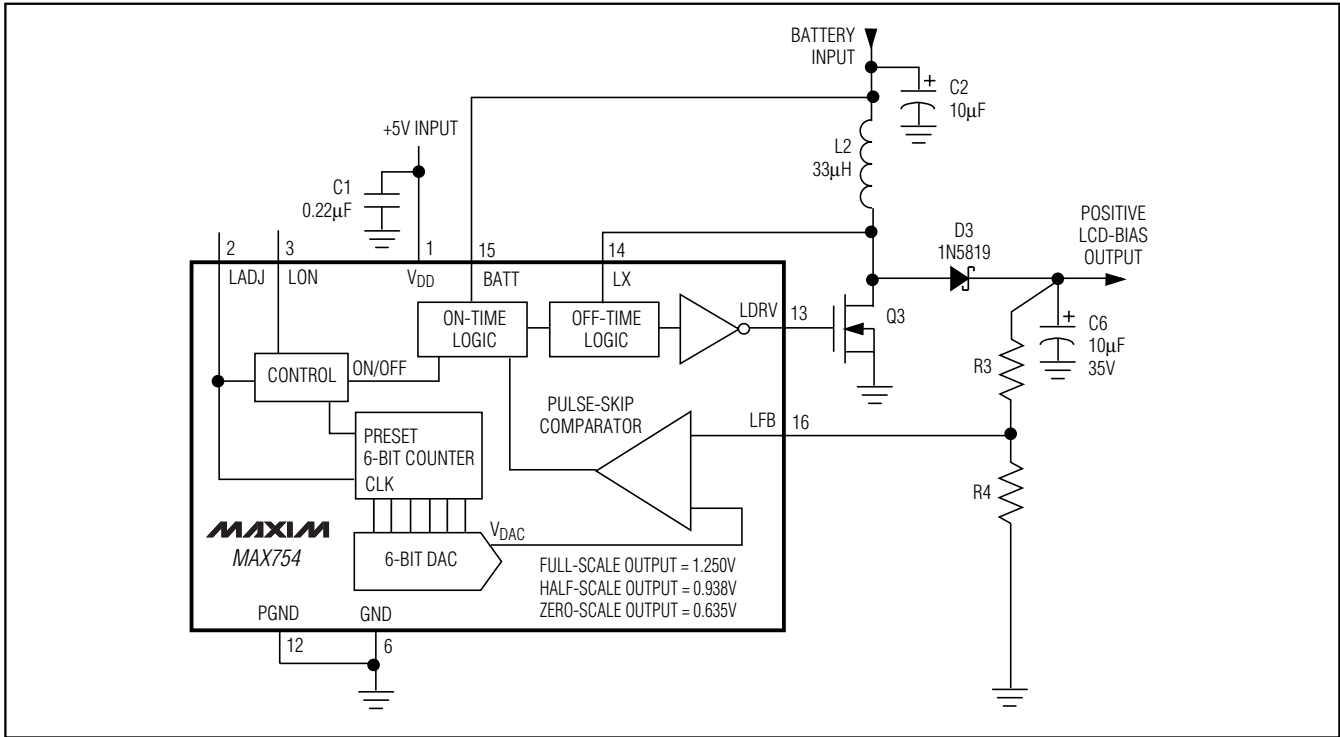 BATTERY
INPUT
+
C2
10µF
+5V INPUT
L2
33µH
C1
0.22µF
POSITIVE
LCD-BIAS
OUTPUT
D3
1N5819
2
3
1
15
14
LADJ
LON
VDD
BATT
LX
ON-TIME
LOGIC
OFF-TIME
LOGIC
LDRV
13
Q3
+
C6
10µF
35V
R3
CONTROL
ON/OFF
PULSE-SKIP
COMPARATOR
LFB
16
PRESET
6-BIT COUNTER
CLK
R4
MAXIM
MAX754
VDAC
6-BIT DAC
FULL-SCALE OUTPUT = 1.250V
HALF-SCALE OUTPUT = 0.938V
ZERO-SCALE OUTPUT = 0.635V
PGND
GND
12
6